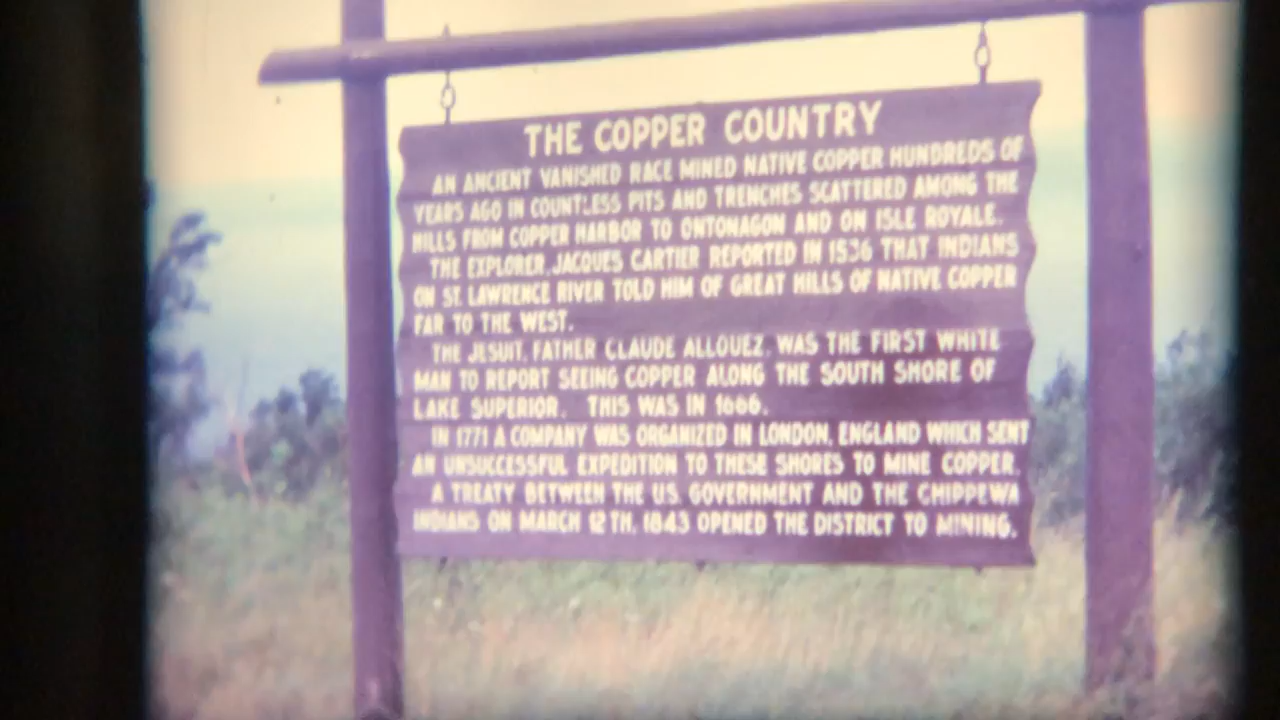 THE COPPER COUNTRY
AN ANCIENT VANISHED RACE MINED NATIVE COPPER HUNDREDS OF
YEARS AGO IN COUNTLESS PITS AND TRENCHES SCATTERED AMONG THE
HILLS FROM COPPER HARBOR TO ONTONAGON AND ON ISLE ROYALE.
THE EXPLORER, JACQUES CARTIER REPORTED IN 1536 THAT INDIANS
ON ST. LAWRENCE RIVER TOLD HIM OF GREAT HILLS OF NATIVE COPPER
FAR TO THE WEST.
THE JESUIT, FATHER CLAUDE ALLOUEZ, WAS THE FIRST WHITE
MAN TO REPORT SEEING COPPER ALONG THE SOUTH SHORE OF
LAKE SUPERIOR. THIS WAS IN 1666.
IN 1771 A COMPANY WAS ORGANIZED IN LONDON, ENGLAND WHICH SENT
AN UNSUCCESSFUL EXPEDITION TO THESE SHORES TO MINE COPPER.
A TREATY BETWEEN THE U.S. GOVERNMENT AND THE CHIPPEWA
INDIANS ON MARCH 12TH, 1843 OPENED THE DISTRICT TO MINING.